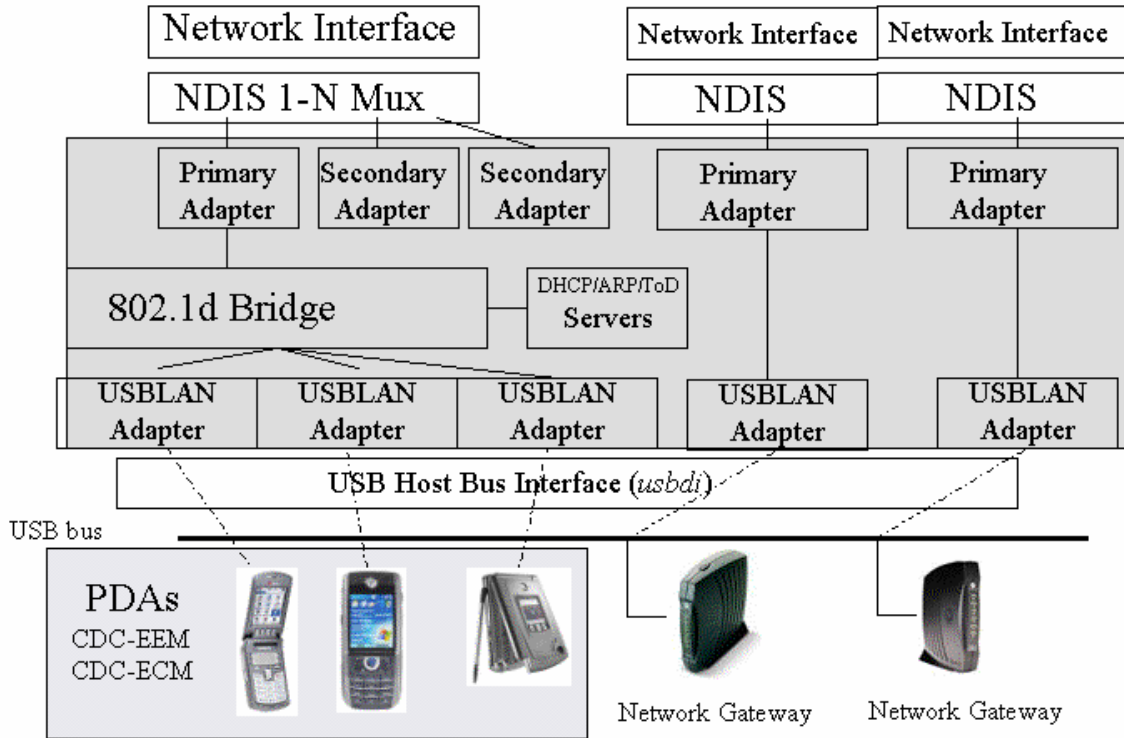 Network Interface
Network Interface
Network Interface
NDIS 1-N Mux
NDIS
NDIS
Primary
Adapter
Secondary
Adapter
Secondary
Adapter
Primary
Adapter
Primary
Adapter
802.1d Bridge
DHCP/ARP/ToD
Servers
USBLAN
Adapter
USBLAN
Adapter
USBLAN
Adapter
USBLAN
Adapter
USBLAN
Adapter
USB Host Bus Interface (usbdi)
USB bus
PDAs
CDC-EEM
CDC-ECM
Network Gateway
Network Gateway